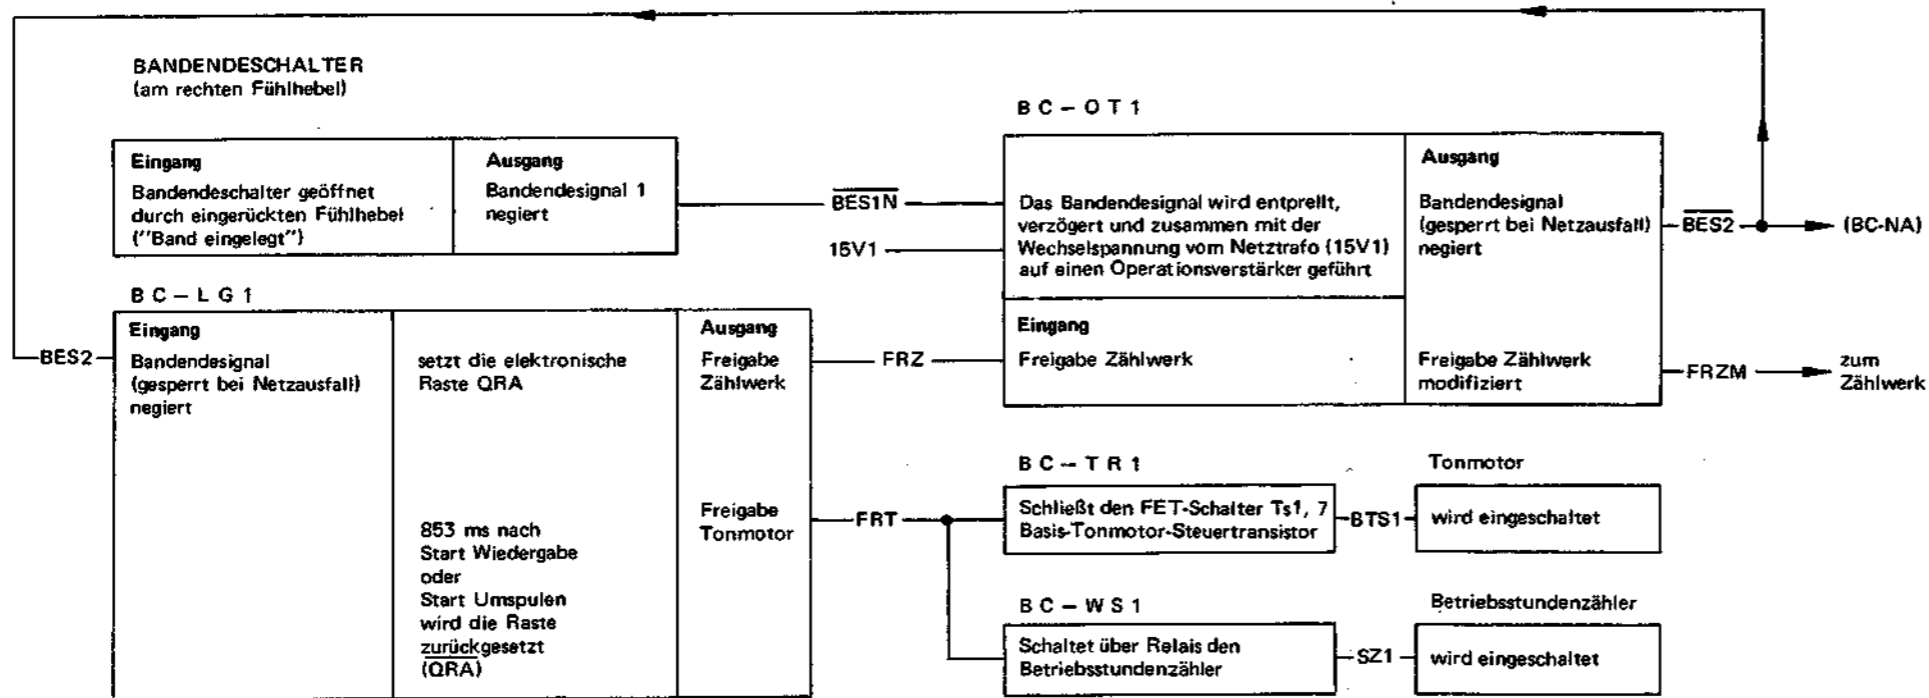 BANDENDESCHALTER
(am rechten Fühlhebel)
Eingang
Bandendeschalter geöffnet
durch eingerückten Fühlhebel
(''Band eingelegt'')
Ausgang
Bandendesignal 1
negiert
BES1N
15V1
BC-OT1
Das Bandendesignal wird entprellt,
verzögert und zusammen mit der
Wechselspannung vom Netztrafo (15V1)
auf einen Operationsverstärker geführt
Eingang
Freigabe Zählwerk
Ausgang
Bandendesignal
(gesperrt bei Netzausfall)
negiert
Freigabe Zählwerk
modifiziert
BES2
(BC-NA)
FRZM
zum
Zählwerk
BC-LG1
BES2
Eingang
Bandendesignal
(gesperrt bei Netzausfall)
negiert
setzt die elektronische
Raste QRA
853 ms nach
Start Wiedergabe
oder
Start Umspulen
wird die Raste
zurückgesetzt
(QRA)
Ausgang
Freigabe
Zählwerk
Freigabe
Tonmotor
FRZ
FRT
BC-TR1
Schließt den FET-Schalter Ts1, 7
Basis-Tonmotor-Steuertransistor
BTS1
Tonmotor
wird eingeschaltet
BC-WS1
Schaltet über Relais den
Betriebsstundenzähler
SZ1
Betriebsstundenzähler
wird eingeschaltet